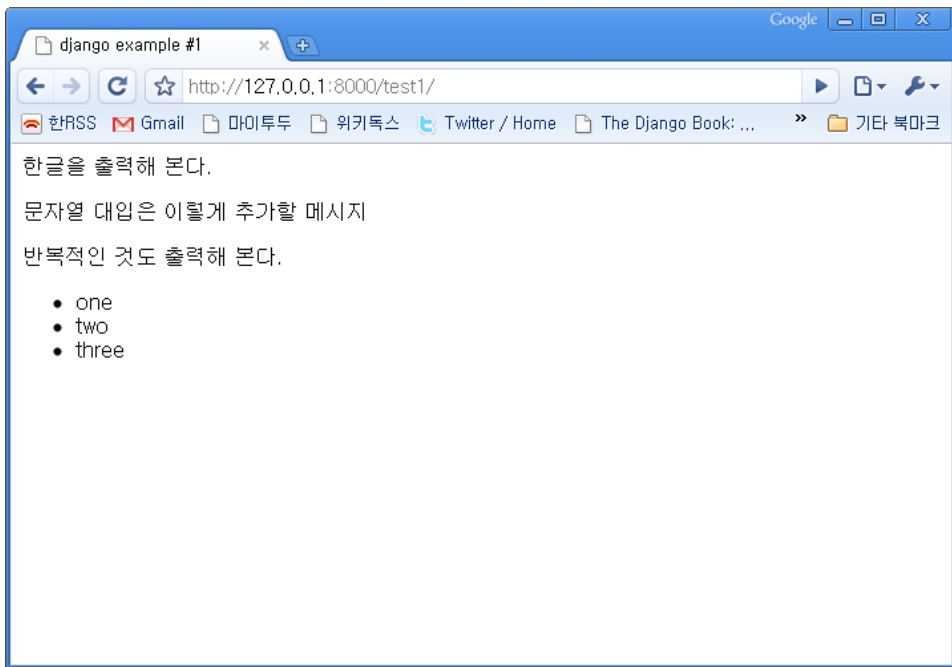 Google
django example #1
http://127.0.0.1:8000/test1/
한RSS Gmail 마이투두 위키독스 Twitter / Home The Django Book: ... » 기타 북마크
한글을 출력해 본다.
문자열 대입은 이렇게 추가할 메시지
반복적인 것도 출력해 본다.
one
two
three